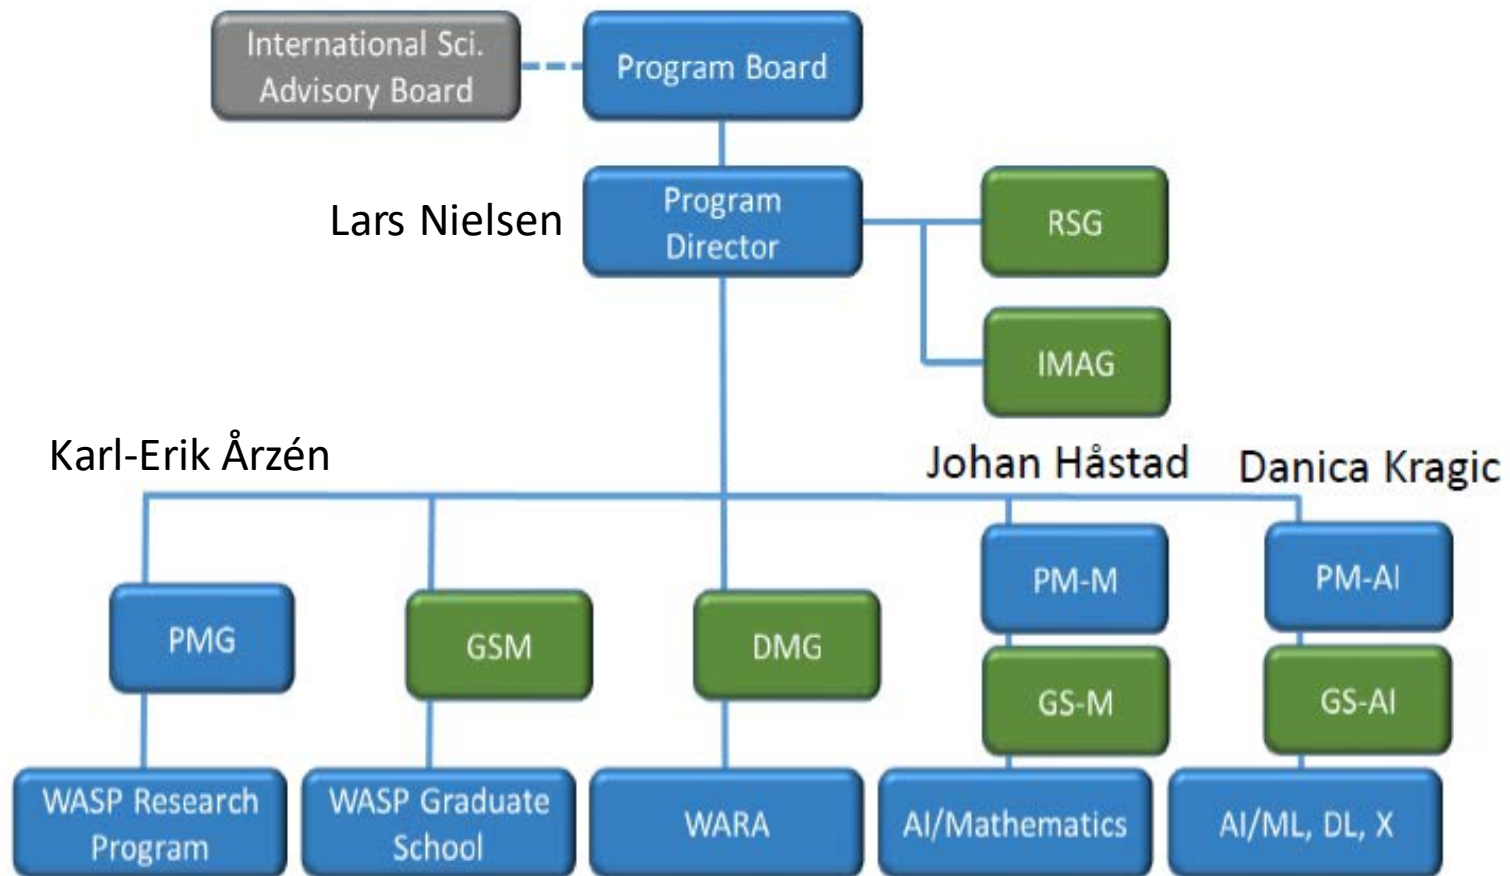 International Sci.
Advisory Board
Program Board
Lars Nielsen
Program
Director
RSG
IMAG
Karl-Erik Årzén
Johan Håstad
Danica Kragic
PMG
GSM
DMG
PM-M
PM-AI
GS-M
GS-AI
WASP Research
Program
WASP Graduate
School
WARA
AI/Mathematics
AI/ML, DL, X